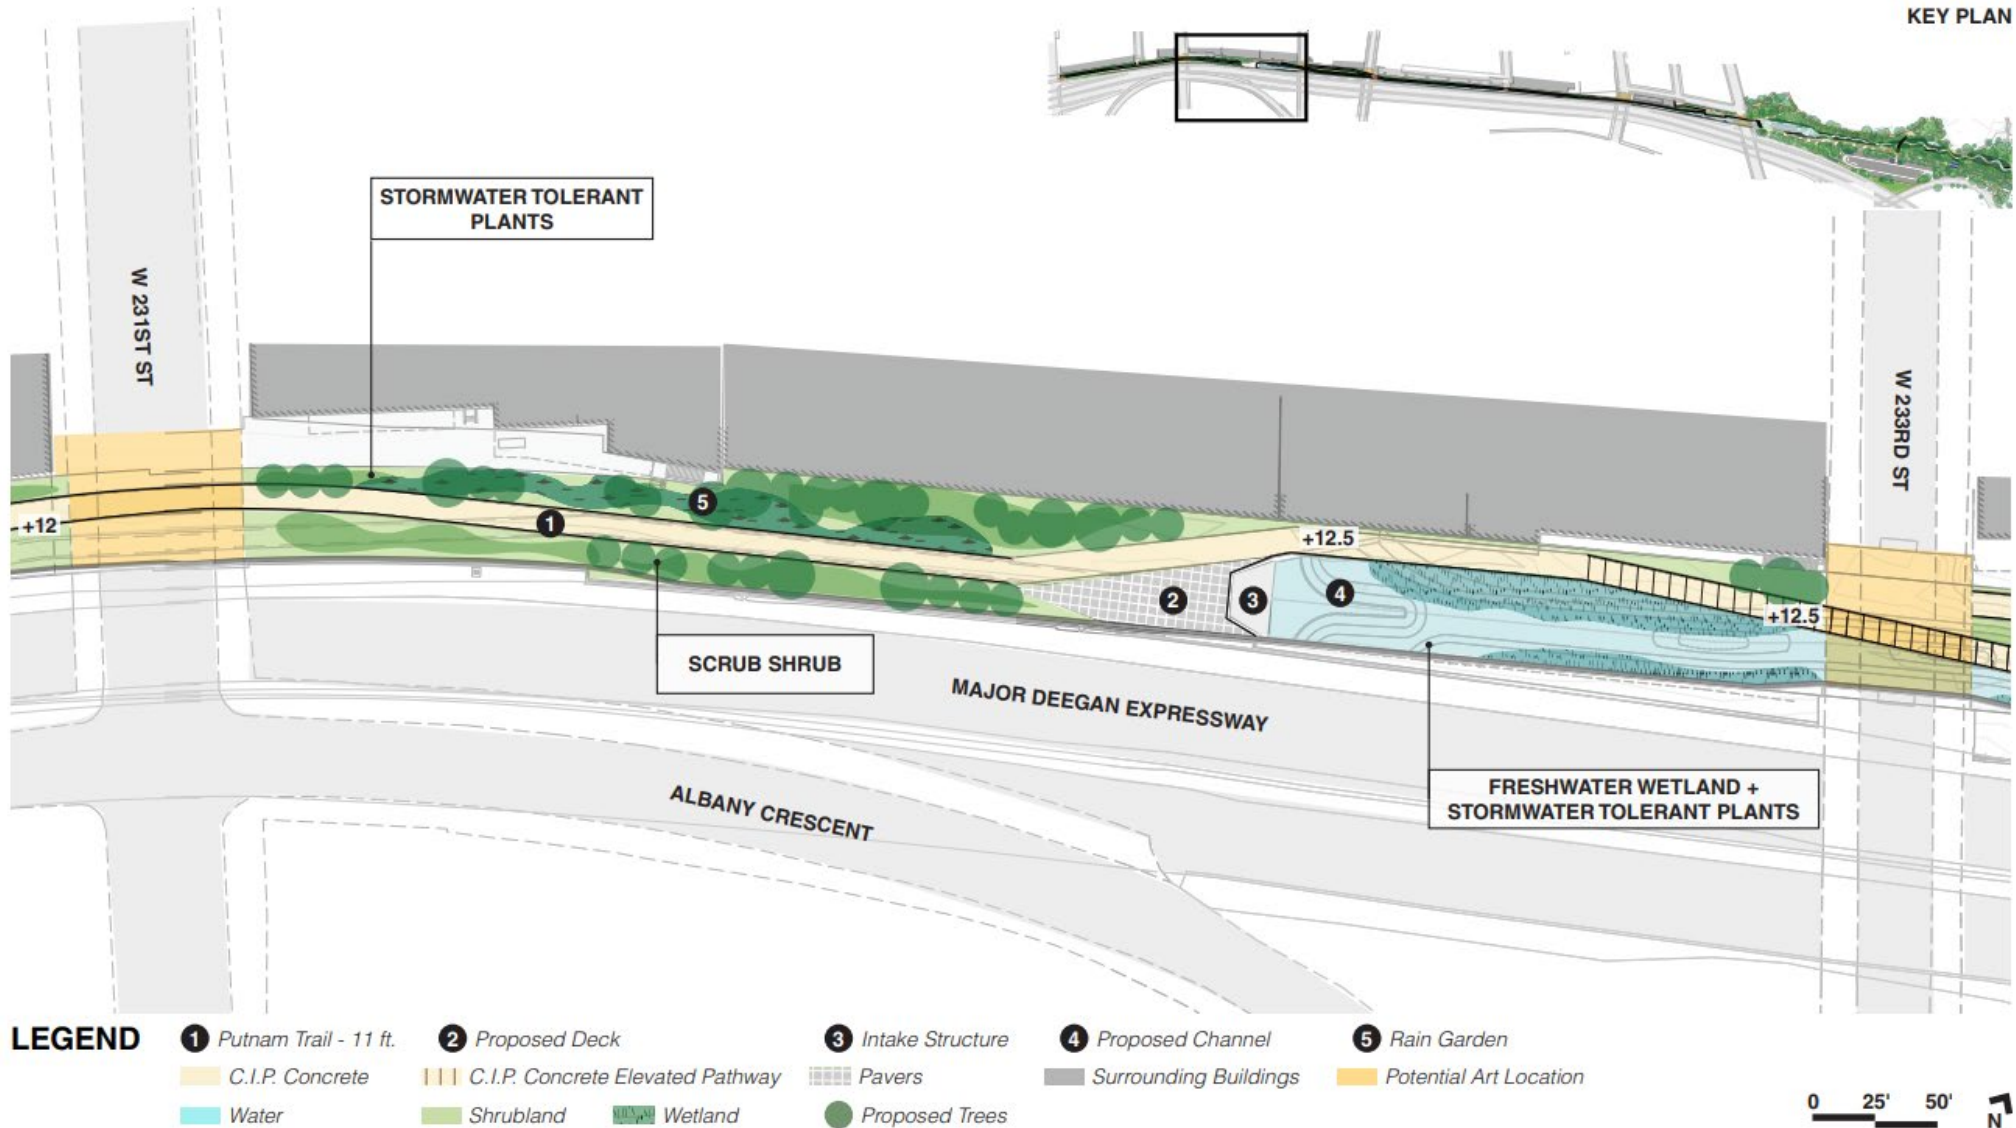 KEY PLAN
STORMWATER TOLERANT
PLANTS
W 231ST ST
W 233RD ST
5
1
+12
+12.5
2
3
4
+12.5
SCRUB SHRUB
MAJOR DEEGAN EXPRESSWAY
FRESHWATER WETLAND +
STORMWATER TOLERANT PLANTS
ALBANY CRESCENT
LEGEND
1 Putnam Trail - 11 ft.
2 Proposed Deck
3 Intake Structure
4 Proposed Channel
5 Rain Garden
C.I.P. Concrete
C.I.P. Concrete Elevated Pathway
Pavers
Surrounding Buildings
Potential Art Location
Water
Shrubland
Wetland
Proposed Trees
0 25' 50'
N